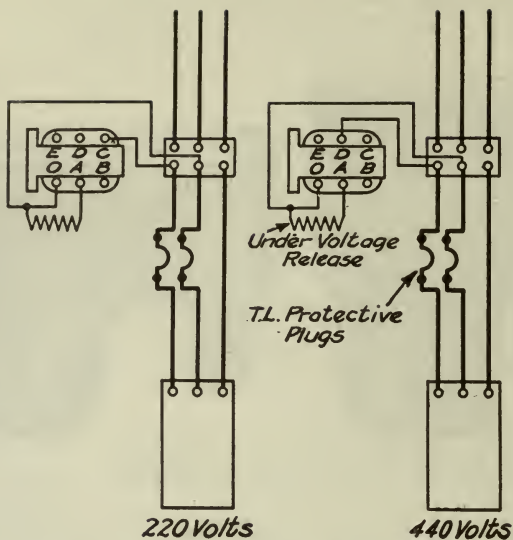 E D C
O A B
E D C
O A B
Under Voltage
Release
T.L. Protective
Plugs
220 Volts
440 Volts